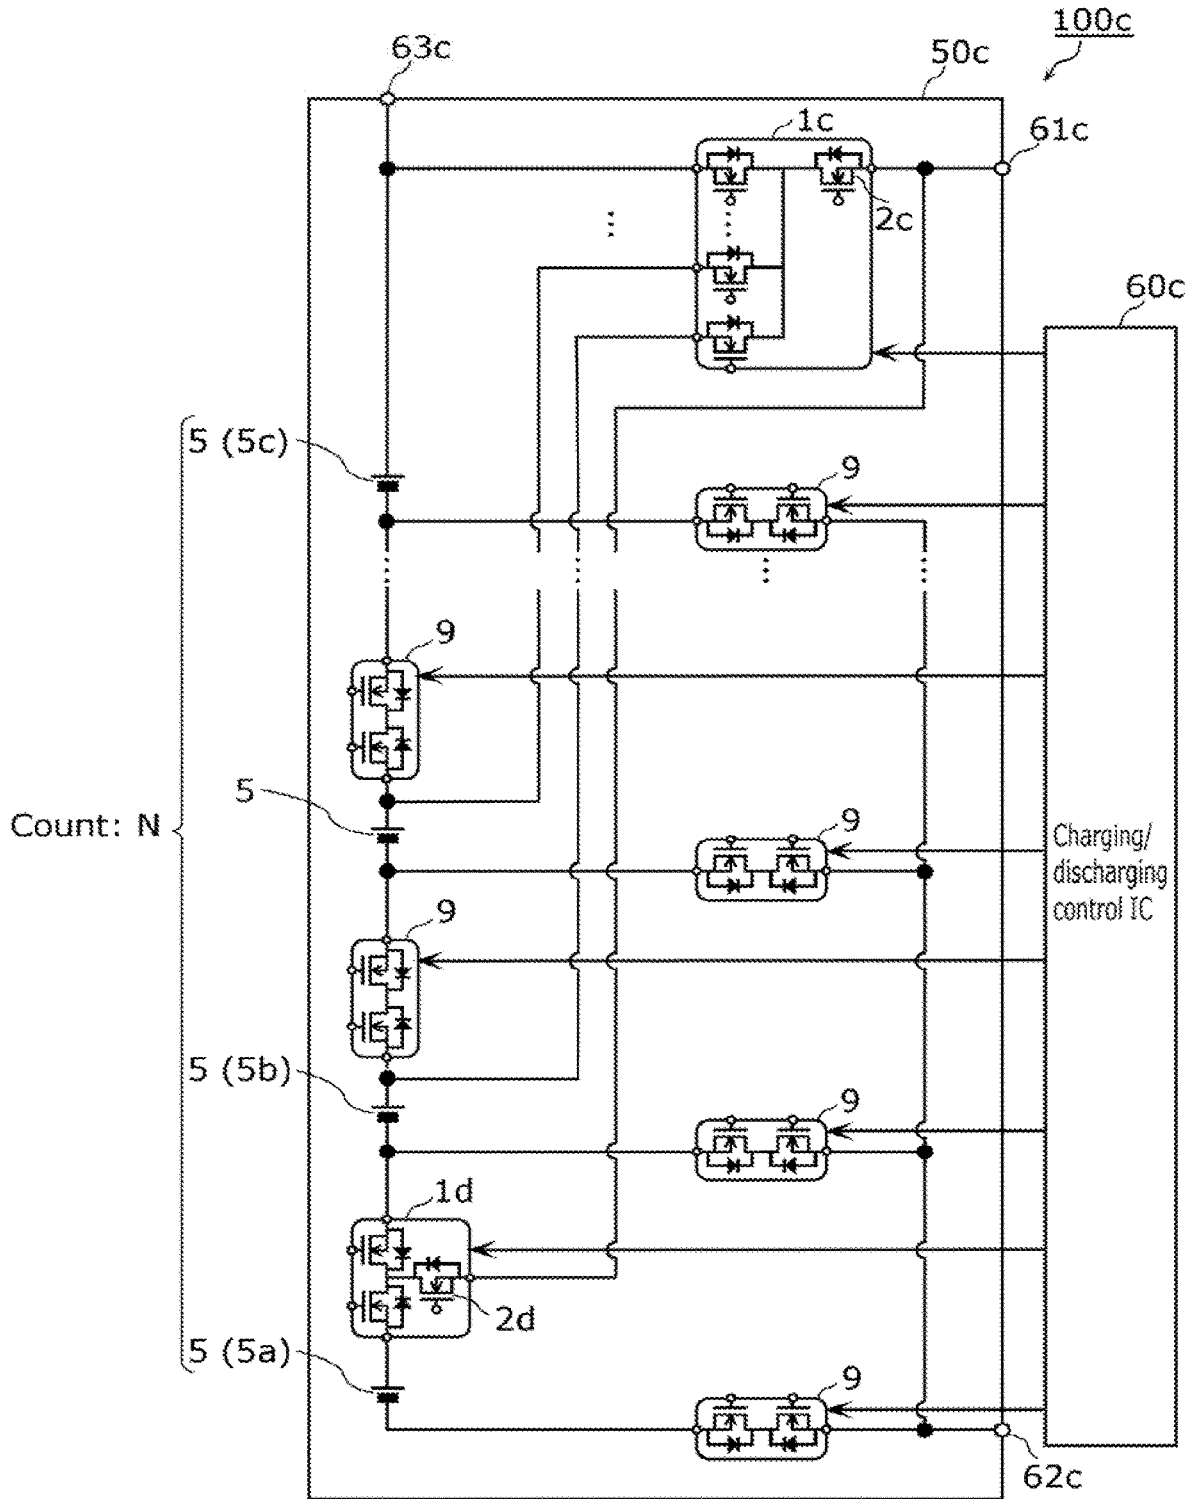 100c
63c
50c
1c
61c
2c
60c
5 (5c)
9
9
5
Count: N
9
Charging/
discharging
control IC
9
5 (5b)
9
1d
2d
5 (5a)
9
62c